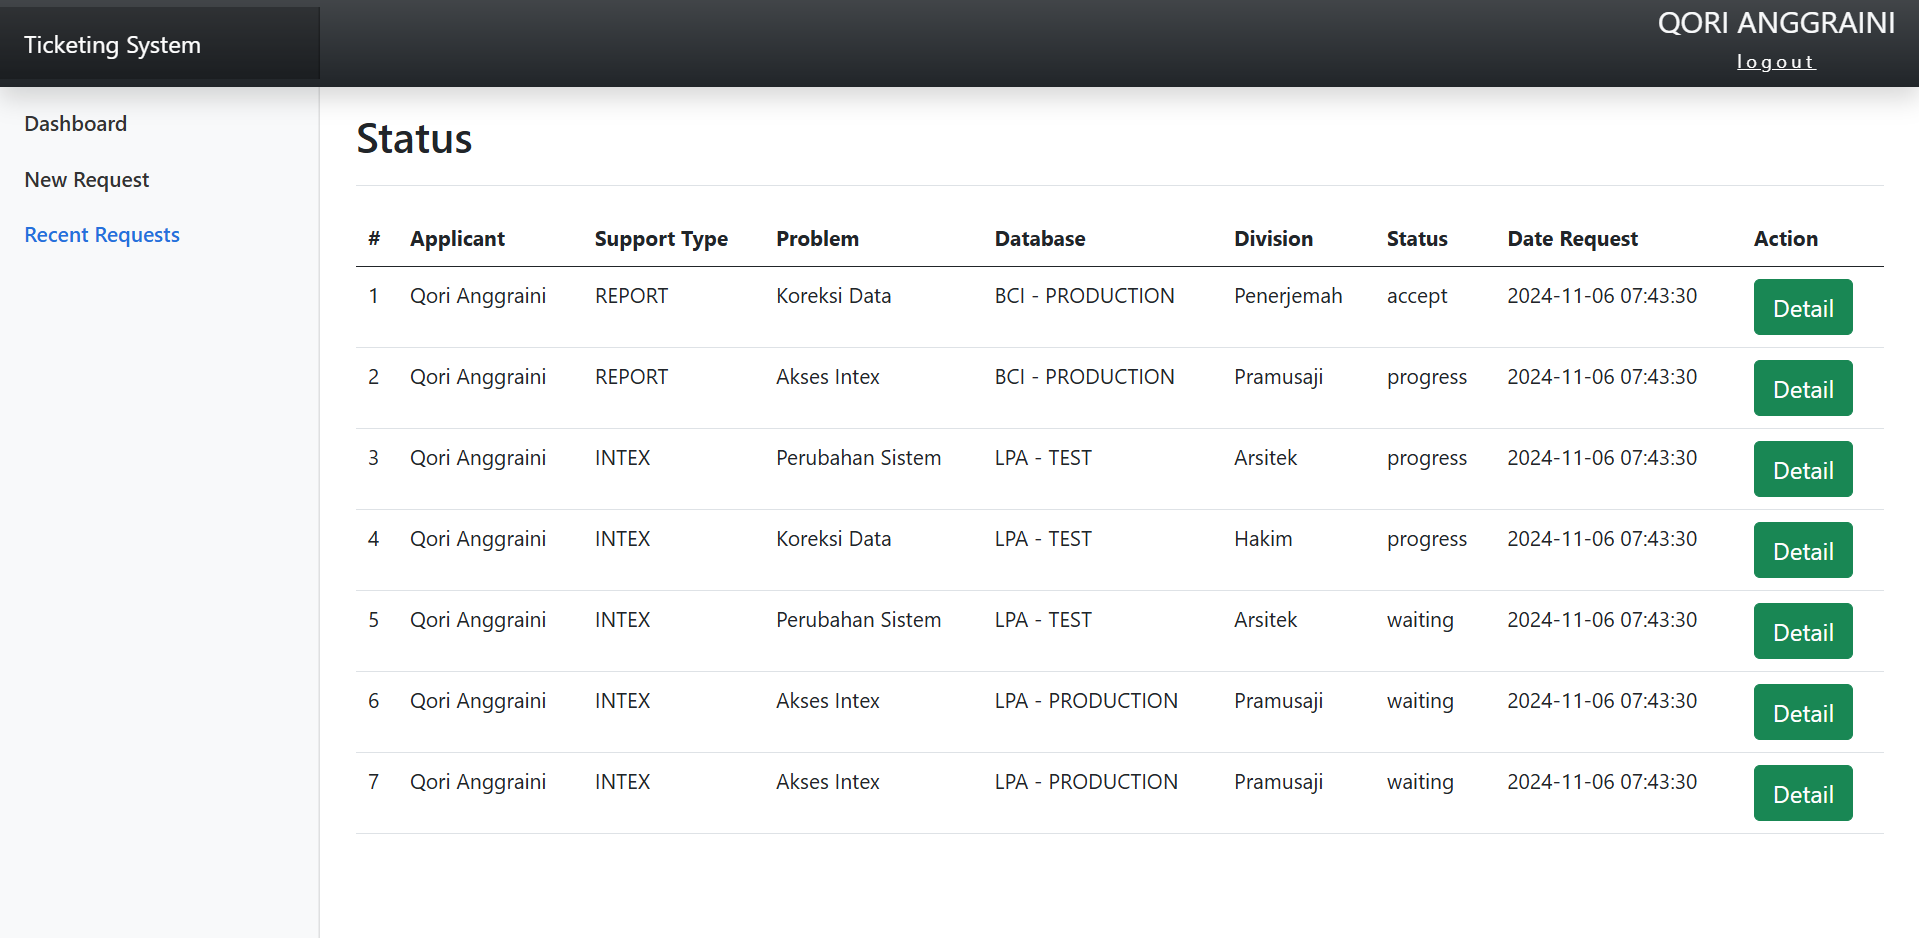 Ticketing System
QORI ANGGRAINI
logout
Dashboard
New Request
Recent Requests
Status
# Applicant Support Type Problem Database Division Status Date Request Action
1 Qori Anggraini REPORT Koreksi Data BCI - PRODUCTION Penerjemah accept 2024-11-06 07:43:30 Detail
2 Qori Anggraini REPORT Akses Intex BCI - PRODUCTION Pramusaji progress 2024-11-06 07:43:30 Detail
3 Qori Anggraini INTEX Perubahan Sistem LPA - TEST Arsitek progress 2024-11-06 07:43:30 Detail
4 Qori Anggraini INTEX Koreksi Data LPA - TEST Hakim progress 2024-11-06 07:43:30 Detail
5 Qori Anggraini INTEX Perubahan Sistem LPA - TEST Arsitek waiting 2024-11-06 07:43:30 Detail
6 Qori Anggraini INTEX Akses Intex LPA - PRODUCTION Pramusaji waiting 2024-11-06 07:43:30 Detail
7 Qori Anggraini INTEX Akses Intex LPA - PRODUCTION Pramusaji waiting 2024-11-06 07:43:30 Detail